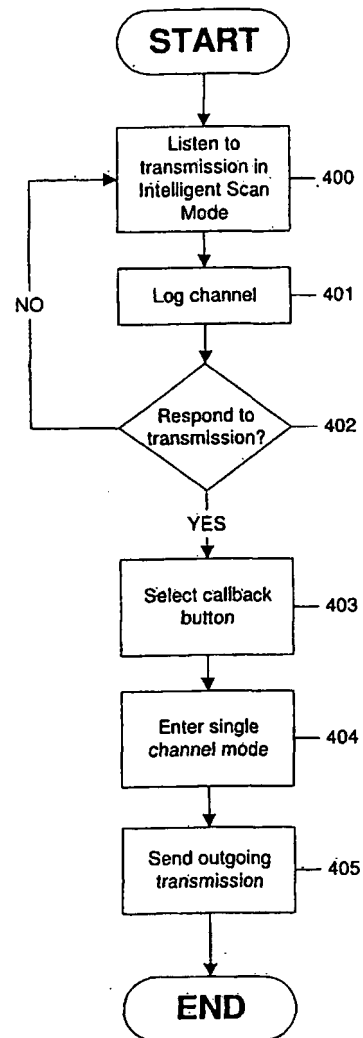 START
Listen to
transmission in
Intelligent Scan
Mode
400
Log channel
401
NO
Respond to
transmission?
402
YES
Select callback
button
403
Enter single
channel mode
404
Send outgoing
transmission
405
END